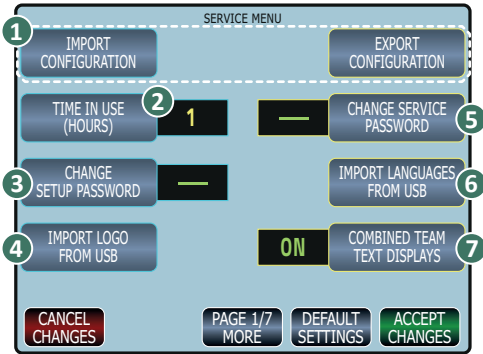 SERVICE MENU
1
IMPORT
CONFIGURATION
EXPORT
CONFIGURATION
TIME IN USE
(HOURS)
2
1
CHANGE SERVICE
PASSWORD
5
3
CHANGE
SETUP PASSWORD
IMPORT LANGUAGES
FROM USB
6
4
IMPORT LOGO
FROM USB
ON
COMBINED TEAM
TEXT DISPLAYS
7
CANCEL
CHANGES
PAGE 1/7
MORE
DEFAULT
SETTINGS
ACCEPT
CHANGES